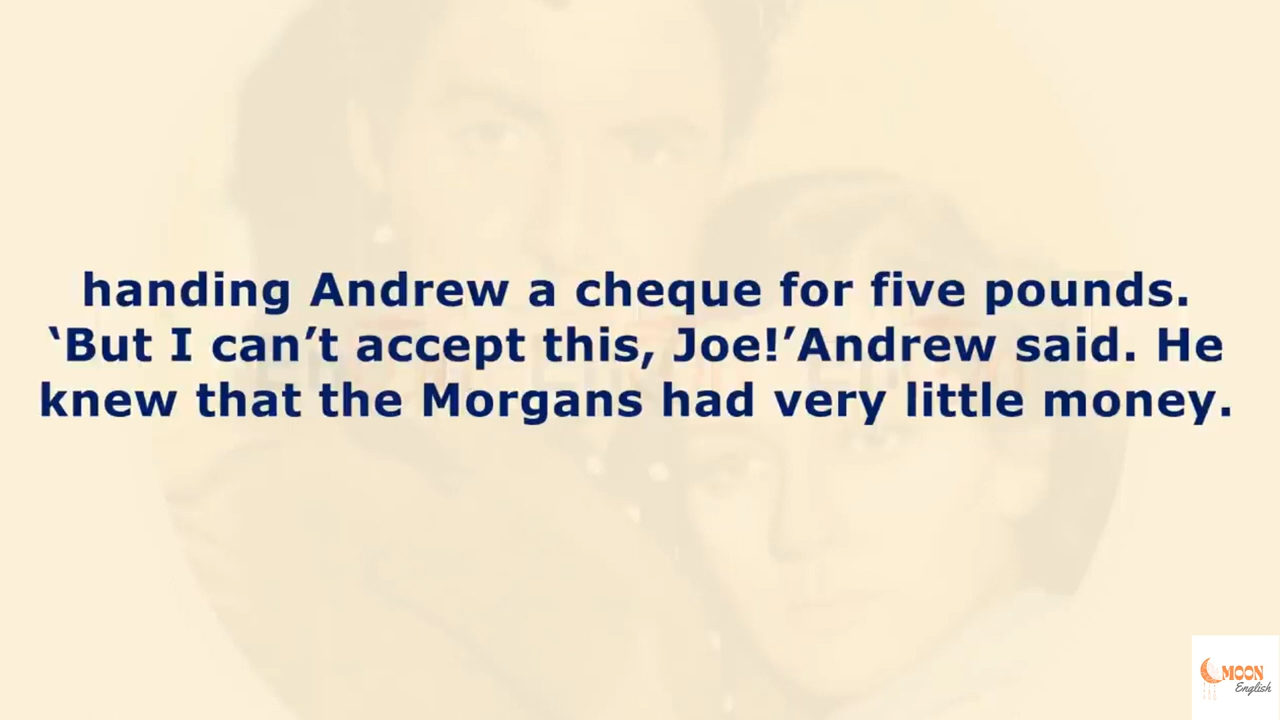 handing Andrew a cheque for five pounds.
‘But I can’t accept this, Joe!’Andrew said. He
knew that the Morgans had very little money.
MOON
English